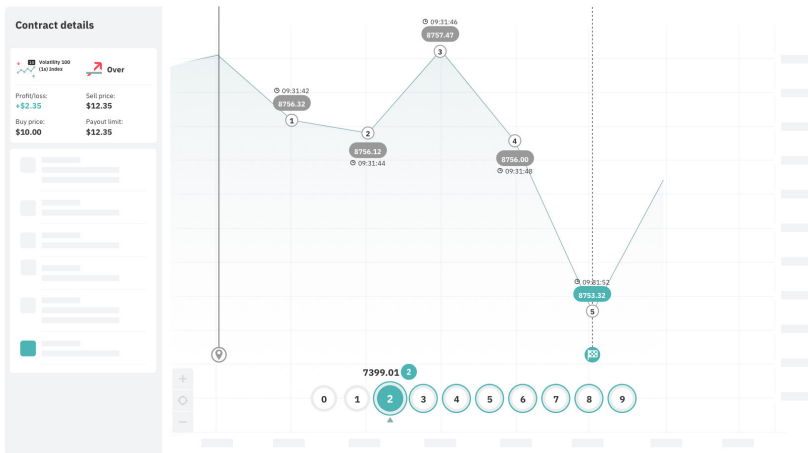 Contract details
1s Volatility 100
(1s) Index
Over
Profit/loss: Sell price:
+$2.35 $12.35
Buy price: Payout limit:
$10.00 $12.35
09:31:42
8756.32
1
2
8756.12
09:31:44
09:31:46
8757.47
3
4
8756.00
09:31:48
09:31:52
8753.32
5
7399.01 2
0 1 2 3 4 5 6 7 8 9